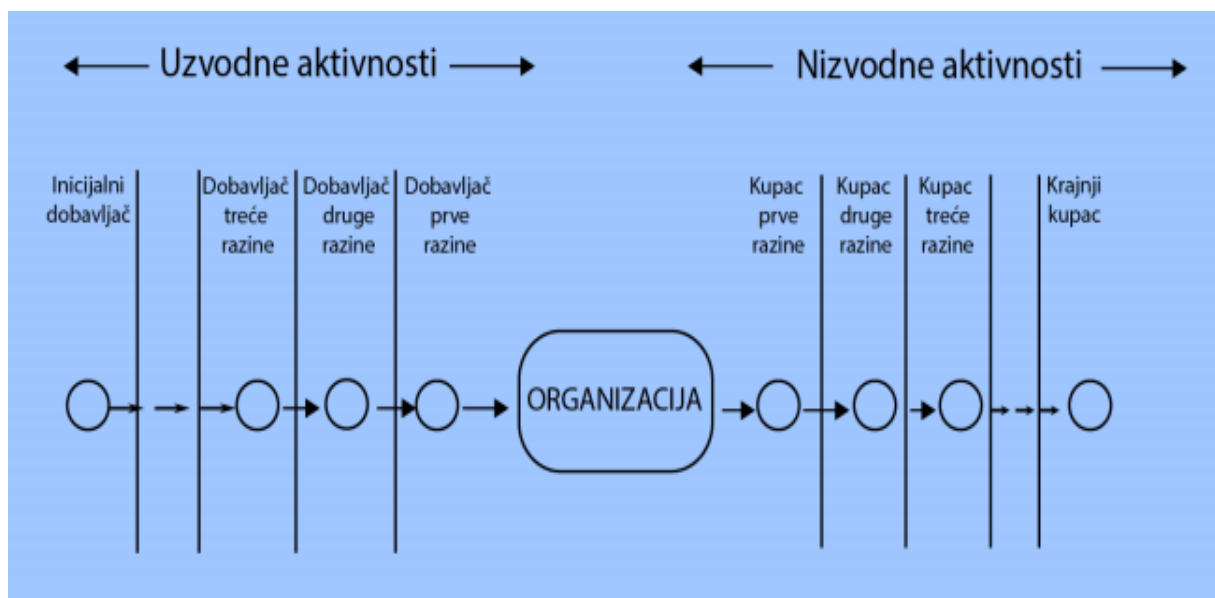 Uzvodne aktivnosti
Nizvodne aktivnosti
Inicijalni
dobavljač
Dobavljač
treće
razine
Dobavljač
druge
razine
Dobavljač
prve
razine
Kupac
prve
razine
Kupac
druge
razine
Kupac
treće
razine
Krajnji
kupac
ORGANIZACIJA